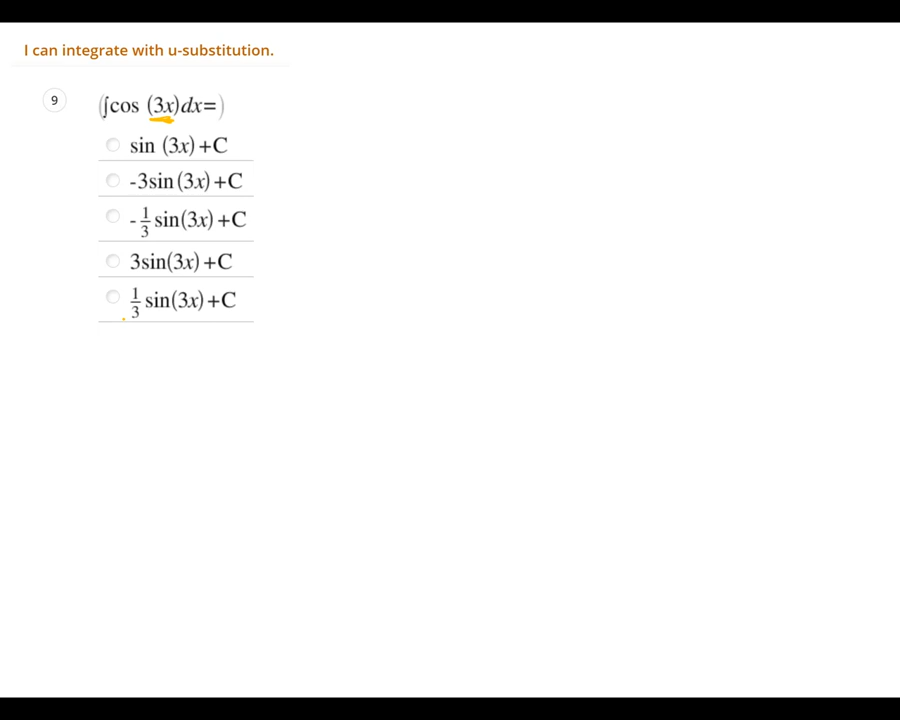 I can integrate with u-substitution.
9
(∫cos (3x)dx=)
sin (3x)+C
-3sin(3x)+C
-1/3 sin(3x)+C
3sin(3x)+C
1/3 sin(3x)+C